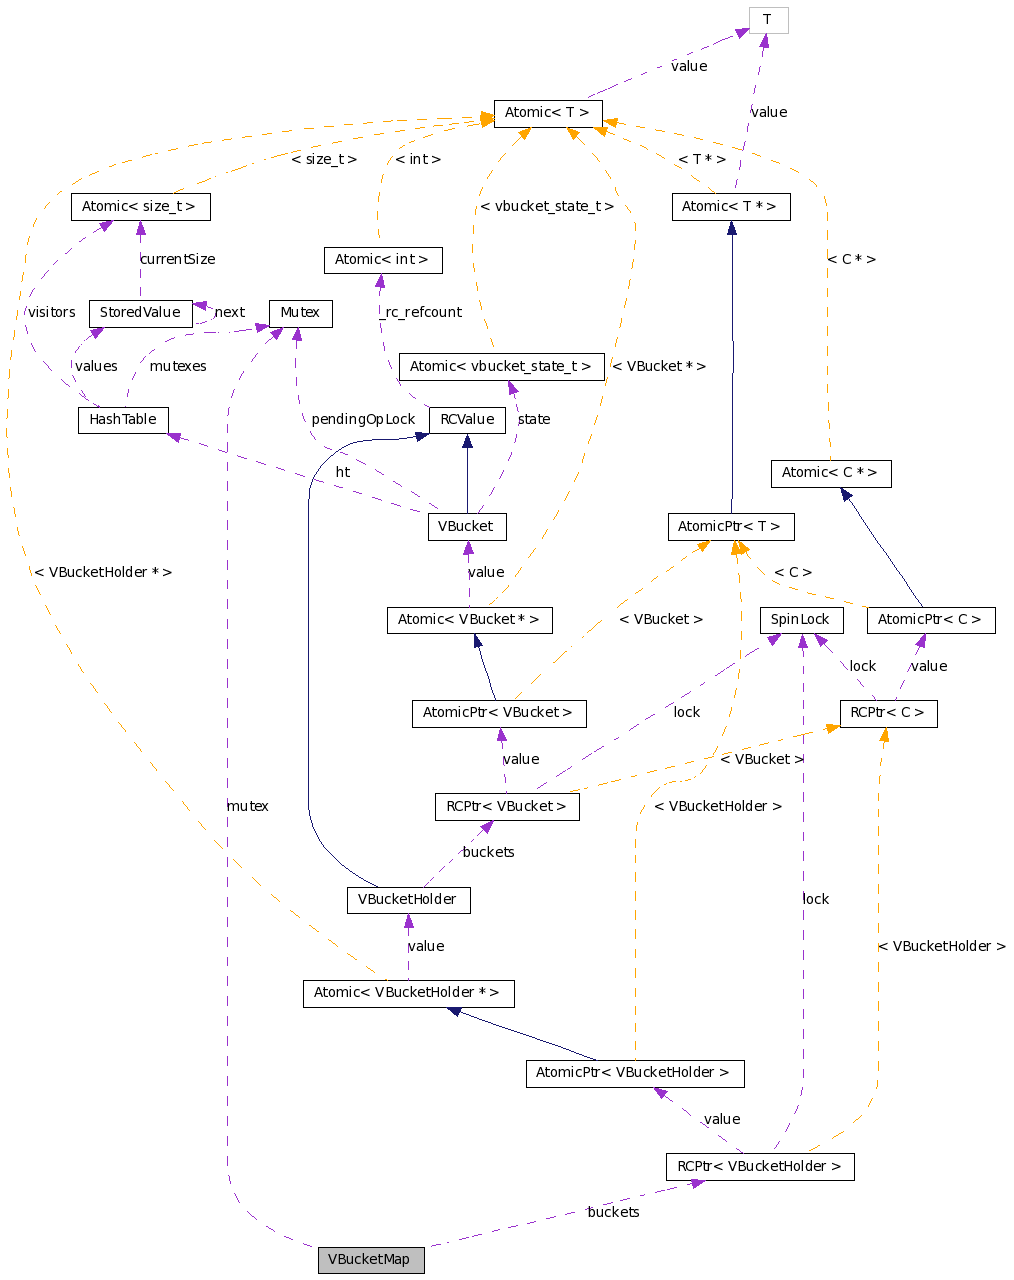 T
value
value
Atomic< T >
< size_t >
< int >
< T * >
Atomic< size_t >
< vbucket_state_t >
Atomic< T * >
currentSize
Atomic< int >
< C * >
visitors
StoredValue
next
Mutex
_rc_refcount
values
mutexes
Atomic< vbucket_state_t >
< VBucket * >
HashTable
pendingOpLock
RCValue
state
ht
Atomic< C * >
VBucket
AtomicPtr< T >
< VBucketHolder * >
value
< C >
Atomic< VBucket * >
< VBucket >
SpinLock
AtomicPtr< C >
lock
value
AtomicPtr< VBucket >
lock
RCPtr< C >
value
< VBucket >
mutex
RCPtr< VBucket >
< VBucketHolder >
buckets
VBucketHolder
lock
value
< VBucketHolder >
Atomic< VBucketHolder * >
AtomicPtr< VBucketHolder >
value
RCPtr< VBucketHolder >
buckets
VBucketMap